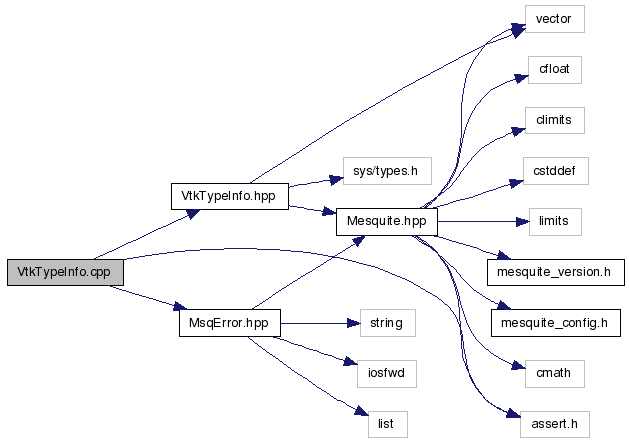 vector
cfloat
climits
cstddef
sys/types.h
VtkTypeInfo.hpp
Mesquite.hpp
limits
VtkTypeInfo.cpp
mesquite_version.h
MsqError.hpp
string
mesquite_config.h
iosfwd
cmath
list
assert.h